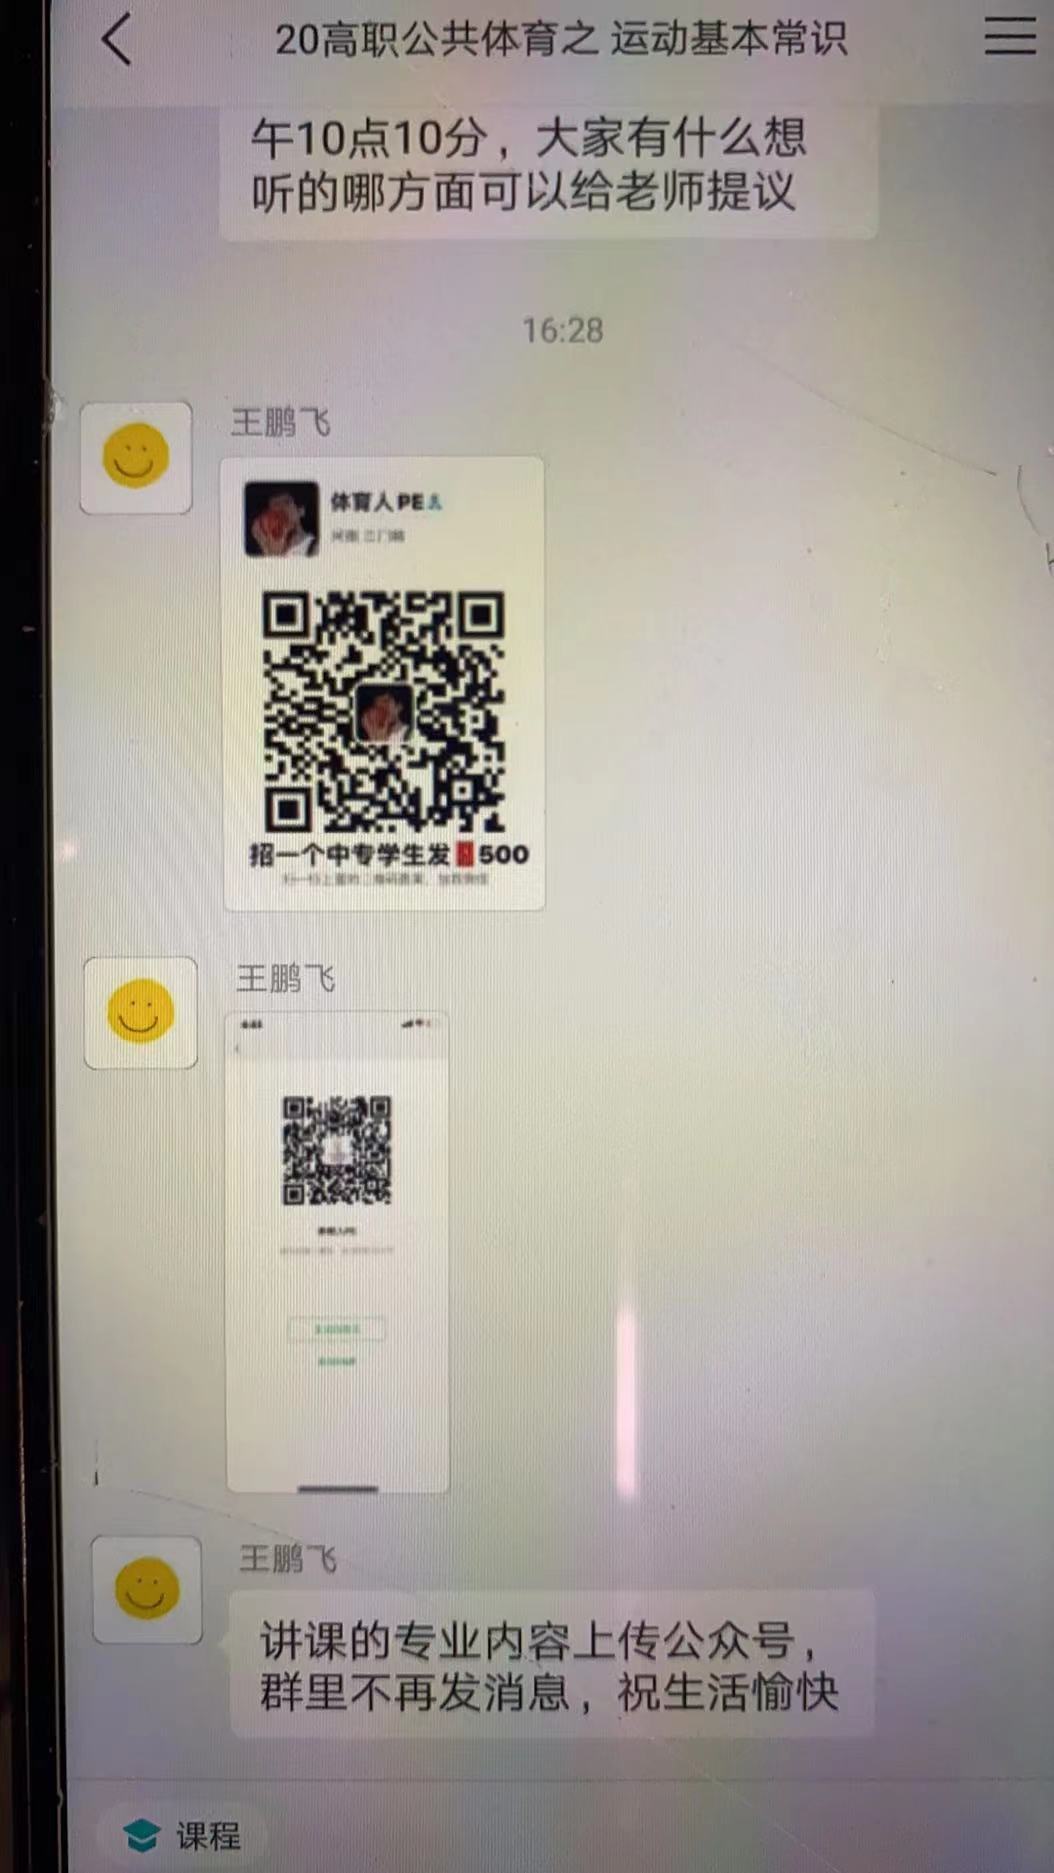 20高职公共体育之 运动基本常识
午10点10分，大家有什么想
听的哪方面可以给老师提议
16:28
王鹏飞
体育人PE
招一个中专学生发 500
王鹏飞
王鹏飞
讲课的专业内容上传公众号，
群里不再发消息，祝生活愉快
课程